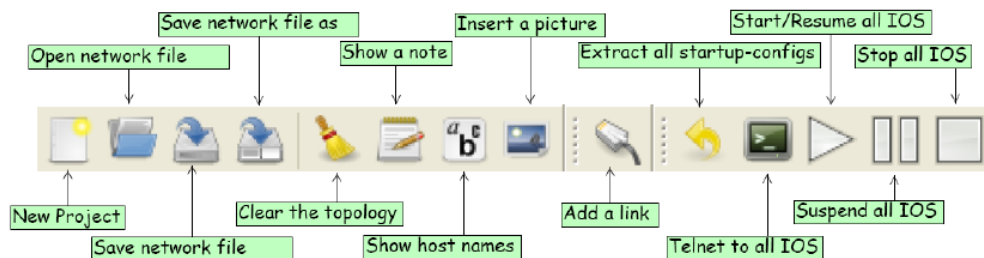 Save network file as
Insert a picture
Start/Resume all IOS
Open network file
Show a note
Extract all startup-configs
Stop all IOS
abc
>_
New Project
Clear the topology
Add a link
Suspend all IOS
Save network file
Show host names
Telnet to all IOS